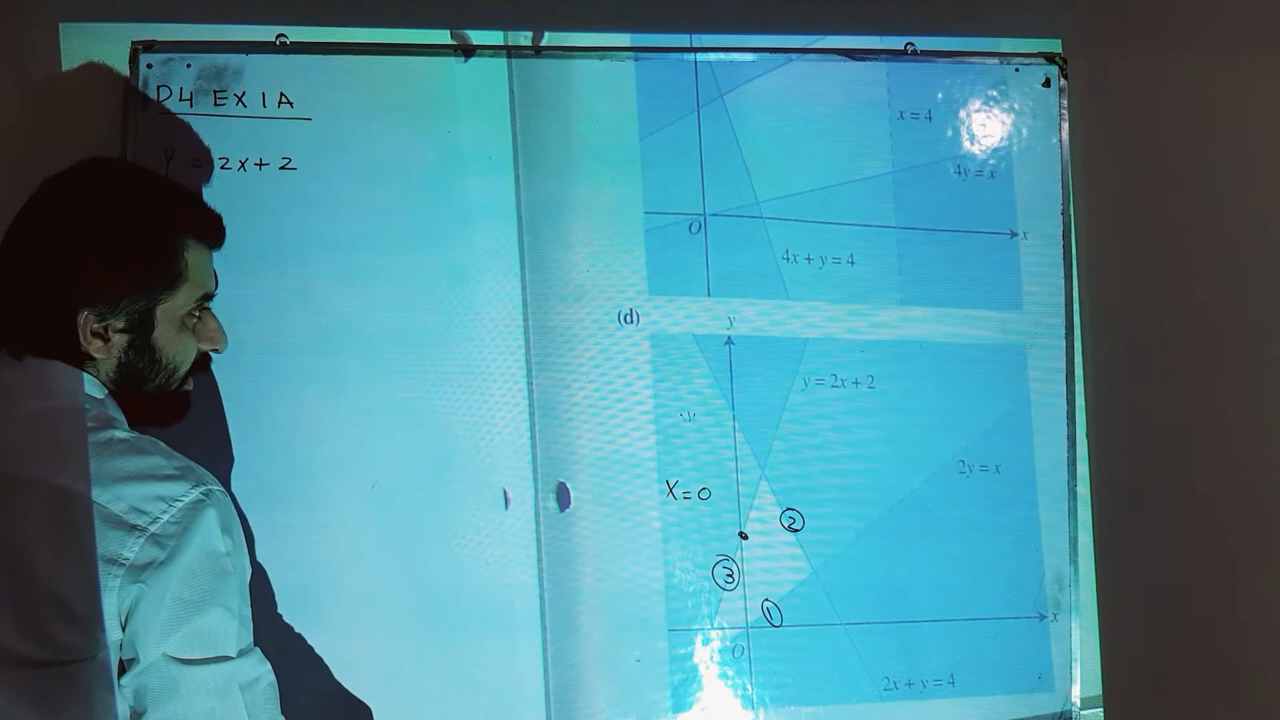 D4 EX 1A
Y = 2x+2
x = 4
4y = x
x
O
4x + y = 4
(d)
y
y = 2x + 2
2y = x
X=0
2
3
1
x
O
2x + y = 4